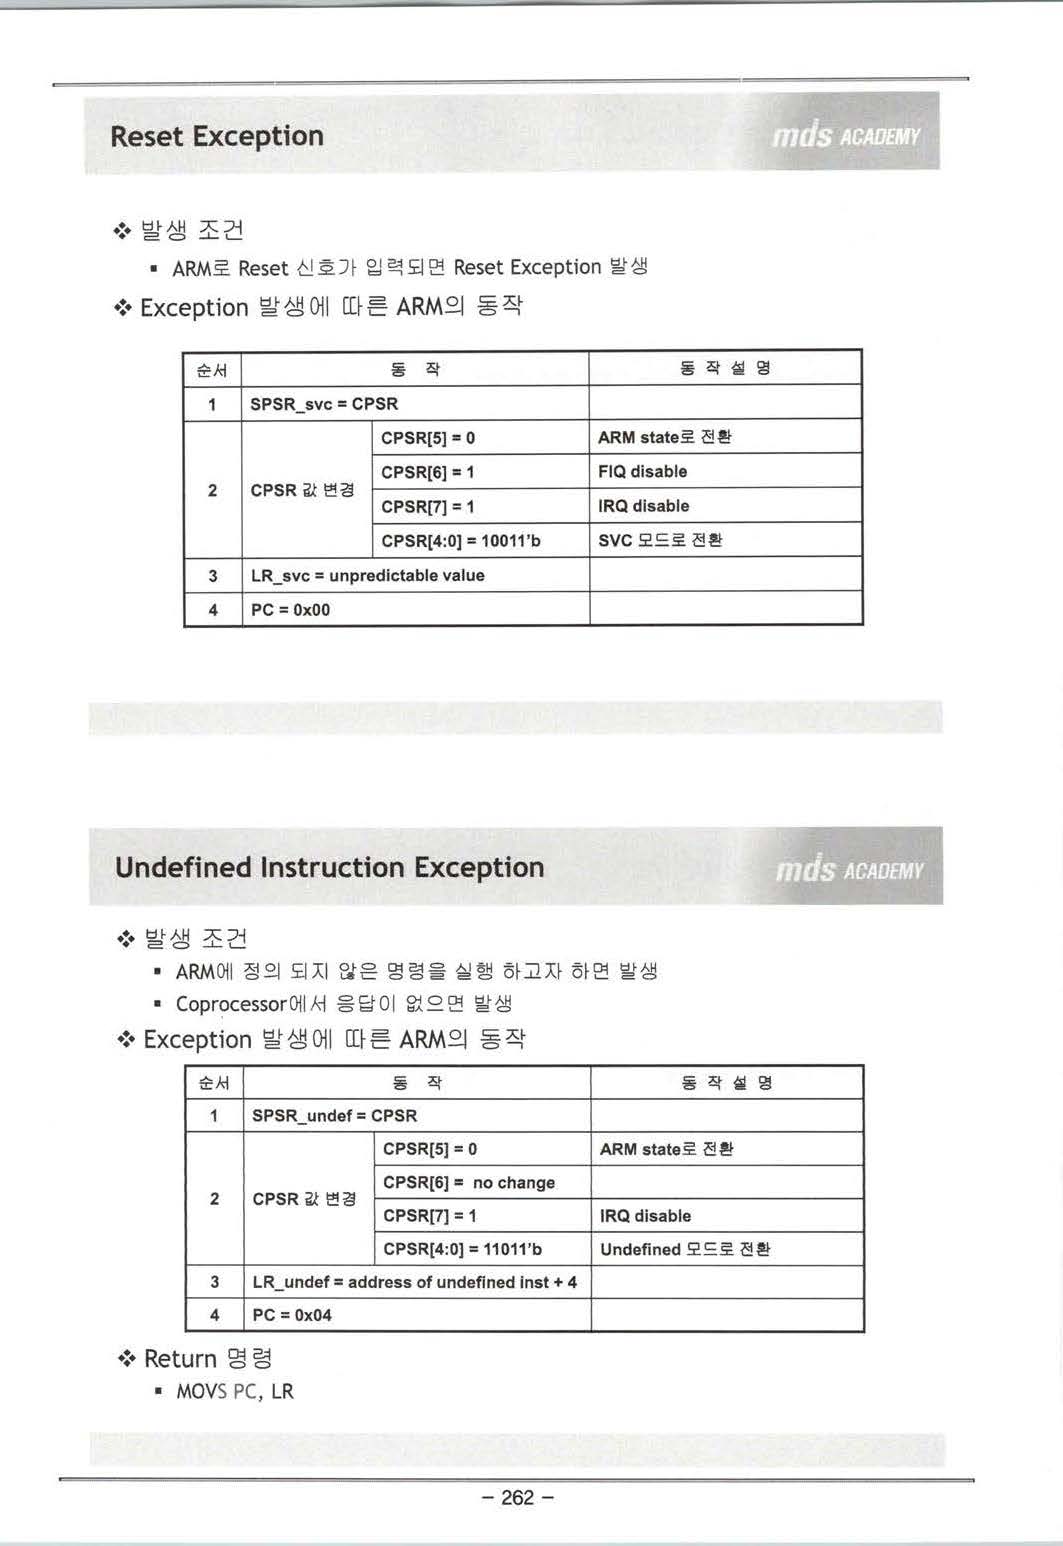 Reset Exception
mds ACADEMY
❖ 발생 조건
▪ ARM로 Reset 신호가 입력되면 Reset Exception 발생
❖ Exception 발생에 따른 ARM의 동작
순서 동 작 동 작 설 명
1 SPSR_svc = CPSR
2 CPSR 값 변경
CPSR[5] = 0 ARM state로 전환
CPSR[6] = 1 FIQ disable
CPSR[7] = 1 IRQ disable
CPSR[4:0] = 10011'b SVC 모드로 전환
3 LR_svc = unpredictable value
4 PC = 0x00
Undefined Instruction Exception
mds ACADEMY
❖ 발생 조건
▪ ARM에 정의 되지 않은 명령을 실행 하고자 하면 발생
▪ Coprocessor에서 응답이 없으면 발생
❖ Exception 발생에 따른 ARM의 동작
순서 동 작 동 작 설 명
1 SPSR_undef = CPSR
2 CPSR 값 변경
CPSR[5] = 0 ARM state로 전환
CPSR[6] = no change
CPSR[7] = 1 IRQ disable
CPSR[4:0] = 11011'b Undefined 모드로 전환
3 LR_undef = address of undefined inst + 4
4 PC = 0x04
❖ Return 명령
▪ MOVS PC, LR
- 262 -